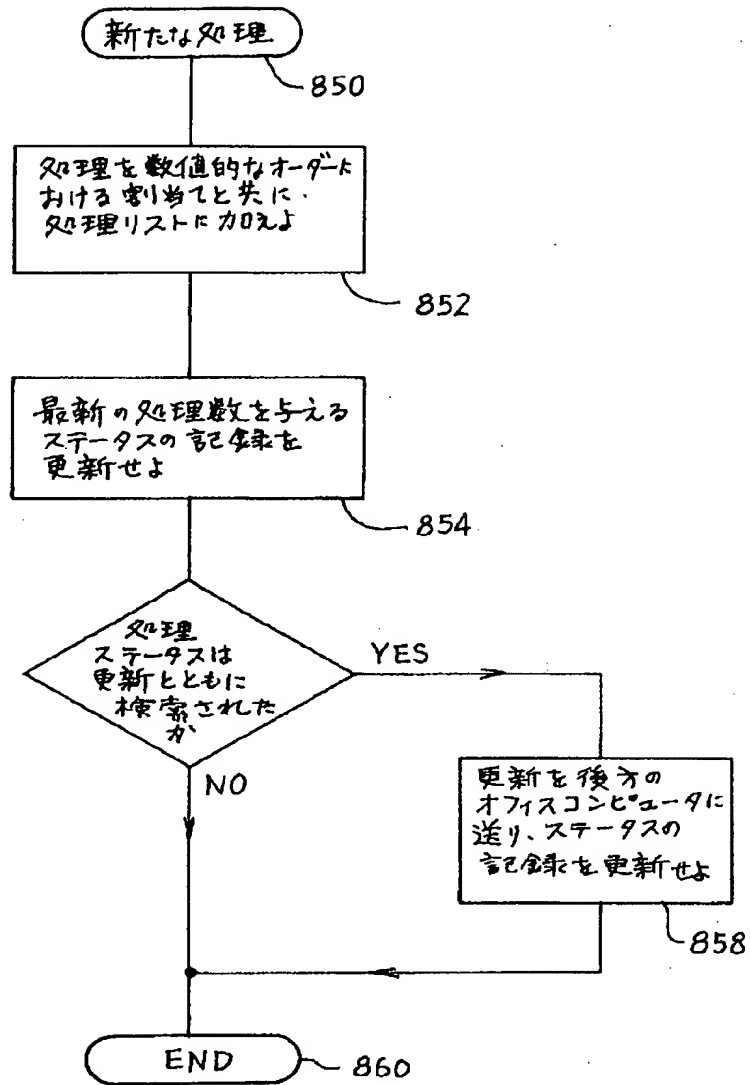 新たな処理
850
処理を数値的なオーダーに
おける割り当てと共に
処理リストに加えよ
852
最新の処理数を与える
ステータスの記録を
更新せよ
854
処理
ステータスは
更新とともに
検索された
か
YES
NO
更新を後方の
オフィスコンピュータに
送り、ステータスの
記録を更新せよ
858
END
860